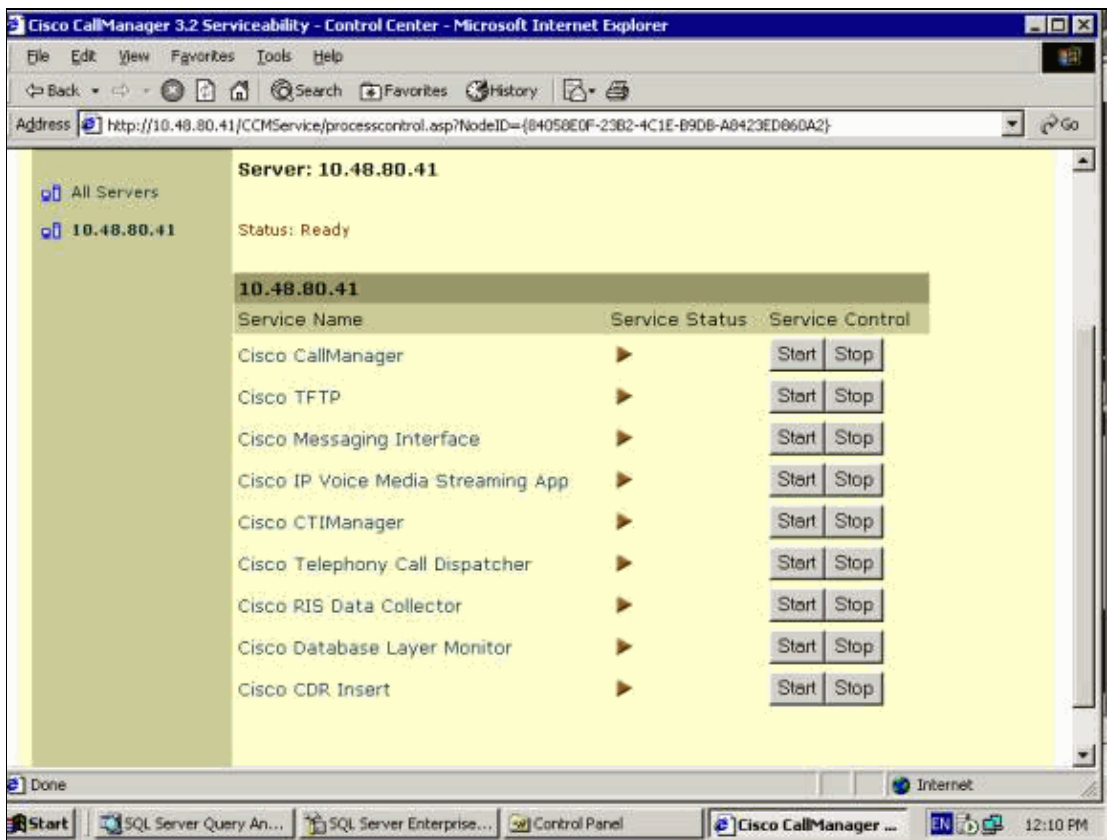 Cisco CallManager 3.2 Serviceability - Control Center - Microsoft Internet Explorer
File Edit View Favorites Tools Help
Back Search Favorites History
Address http://10.48.80.41/CCMService/processcontrol.asp?NodeID={84058E0F-23B2-4C1E-B9DB-A8423ED860A2} Go
Server: 10.48.80.41
All Servers
10.48.80.41 Status: Ready
10.48.80.41
Service Name Service Status Service Control
Cisco CallManager Start Stop
Cisco TFTP Start Stop
Cisco Messaging Interface Start Stop
Cisco IP Voice Media Streaming App Start Stop
Cisco CTIManager Start Stop
Cisco Telephony Call Dispatcher Start Stop
Cisco RIS Data Collector Start Stop
Cisco Database Layer Monitor Start Stop
Cisco CDR Insert Start Stop
Done Internet
Start SQL Server Query An... SQL Server Enterprise... Control Panel Cisco CallManager ... EN 12:10 PM